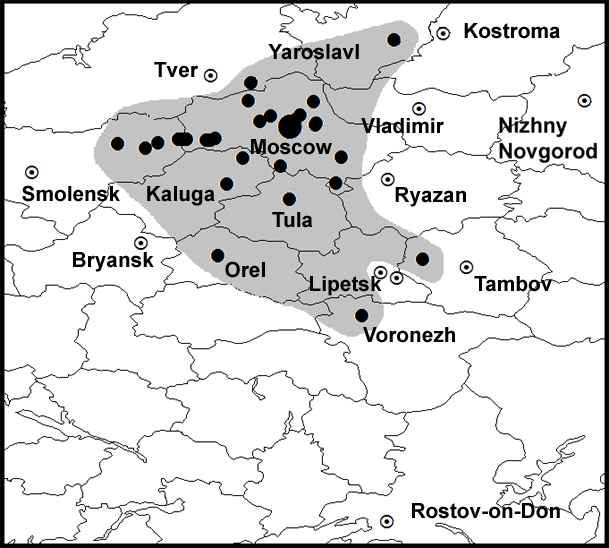 Kostroma
Yaroslavl
Tver
Vladimir
Nizhny
Novgorod
Moscow
Smolensk
Kaluga
Ryazan
Tula
Bryansk
Orel
Lipetsk
Tambov
Voronezh
Rostov-on-Don